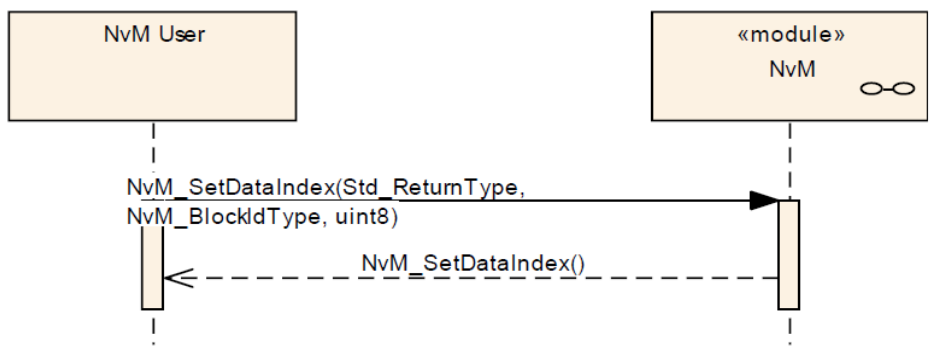 NvM User
«module»
NvM
NvM_SetDataIndex(Std_ReturnType,
NvM_BlockIdType, uint8)
NvM_SetDataIndex()